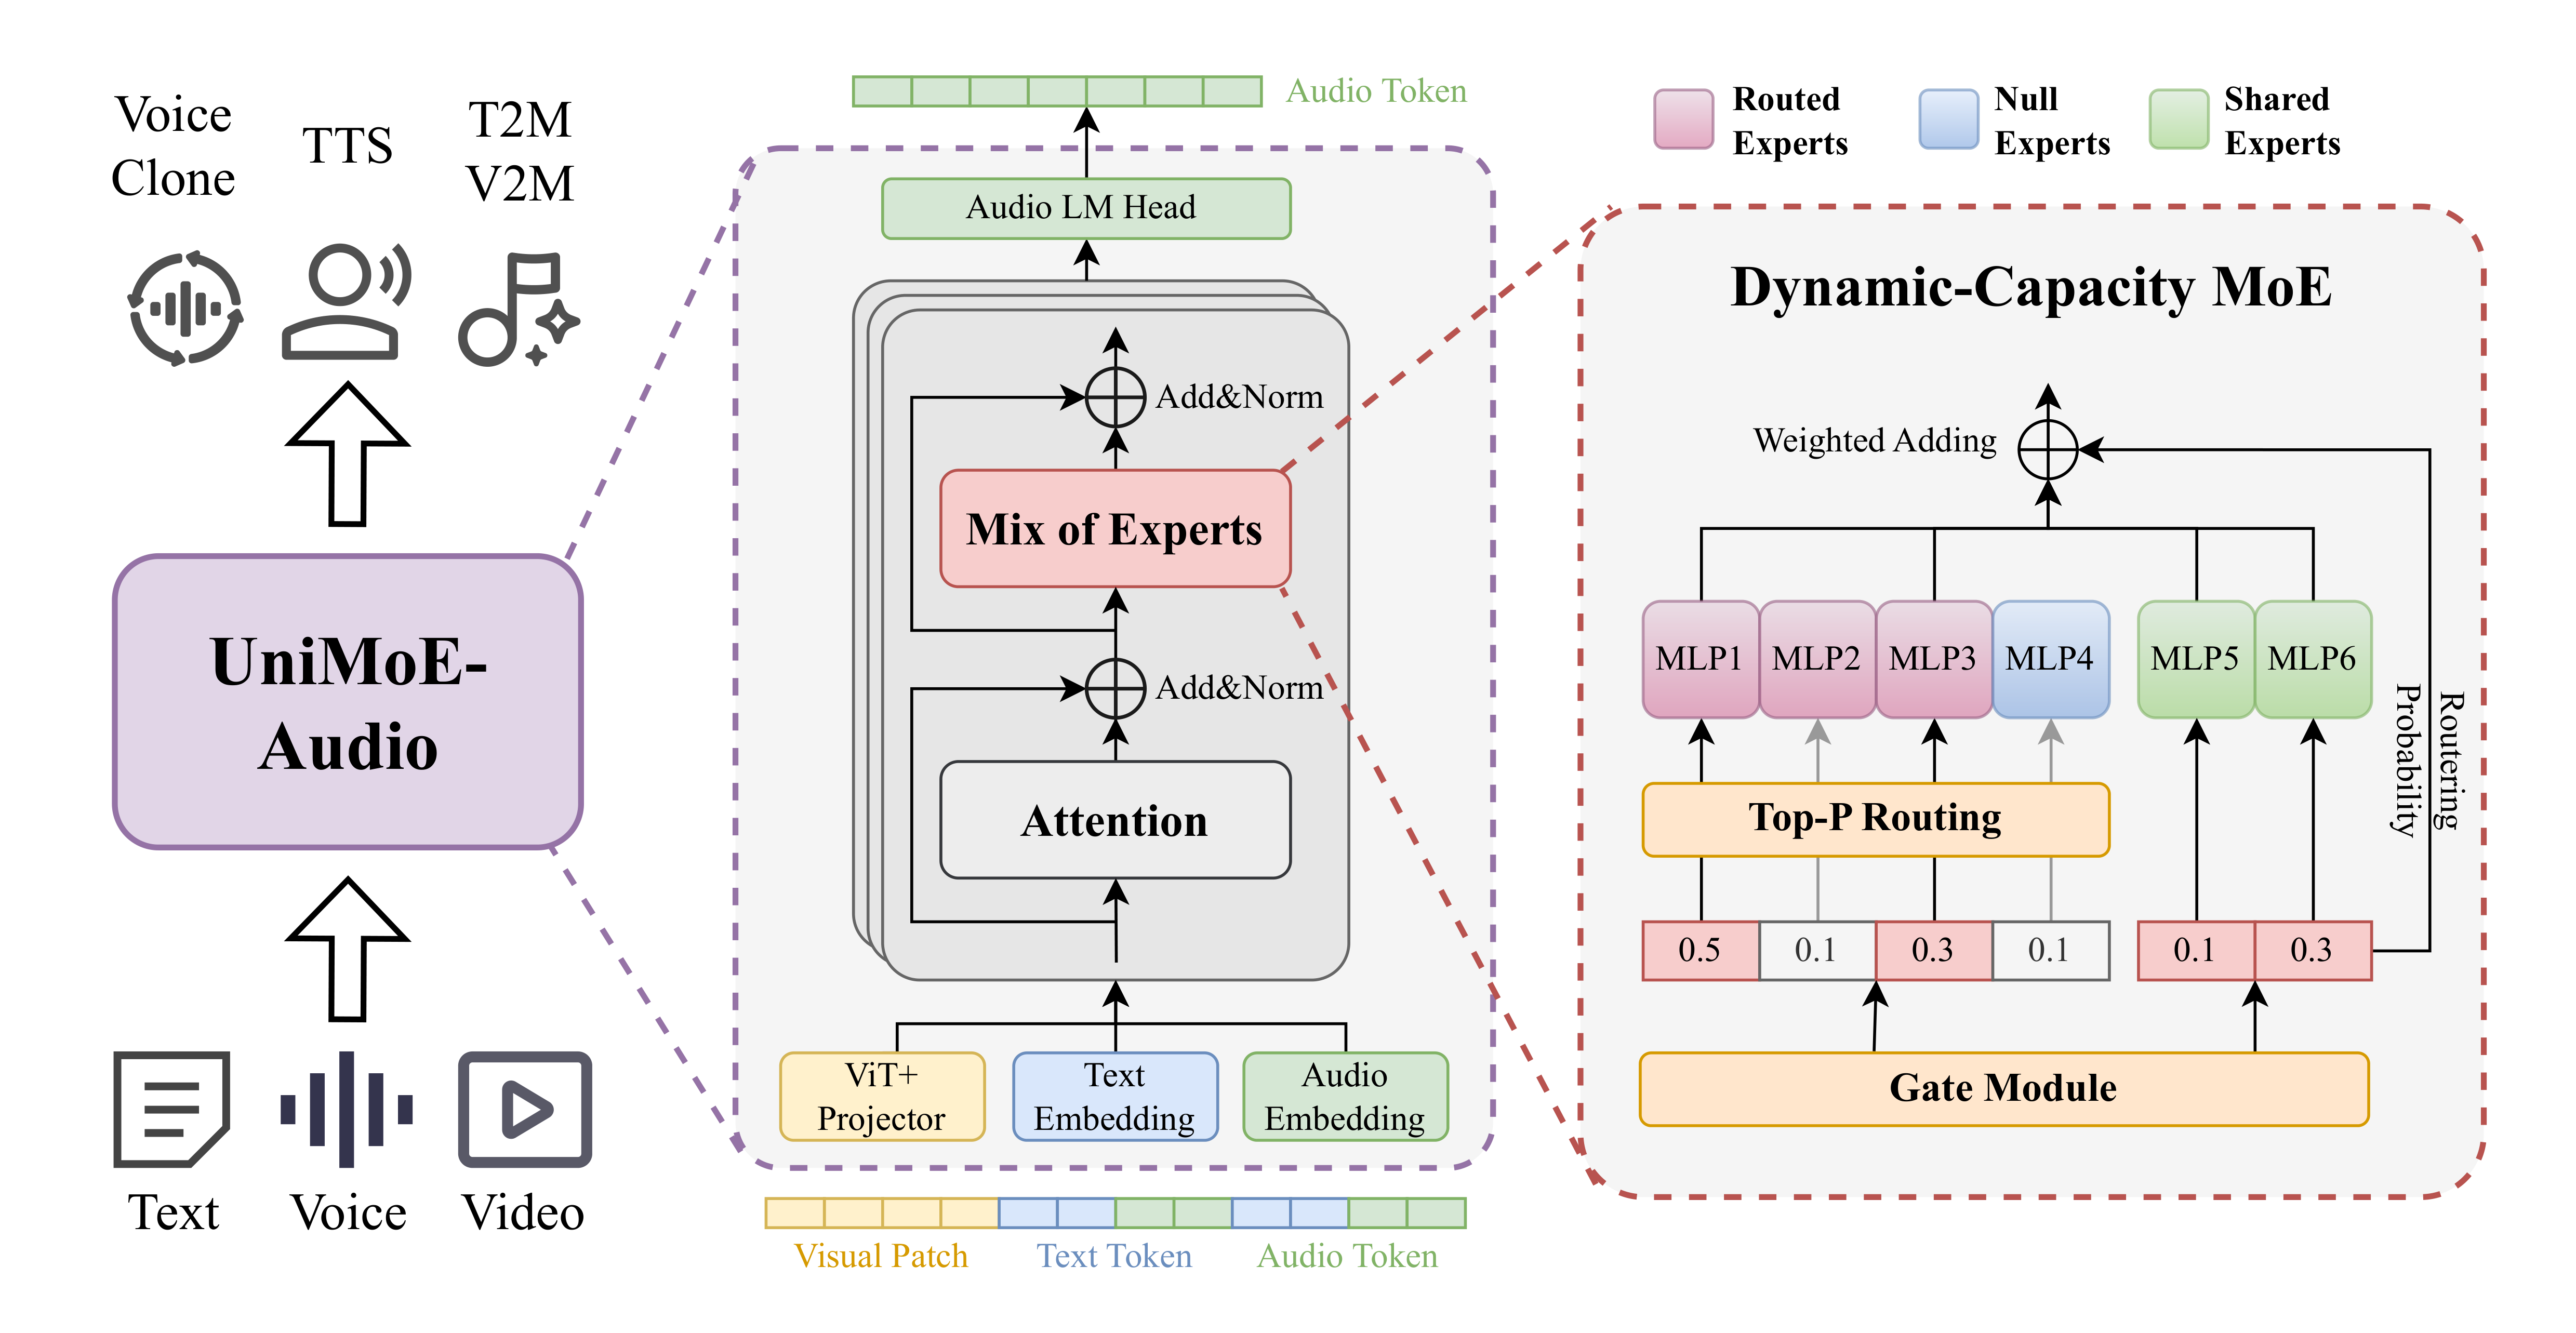 Voice
Clone
TTS
T2M
V2M
UniMoE-
Audio
Text
Voice
Video
Audio Token
Audio LM Head
Add&Norm
Mix of Experts
Add&Norm
Attention
ViT+
Projector
Text
Embedding
Audio
Embedding
Visual Patch
Text Token
Audio Token
Routed
Experts
Null
Experts
Shared
Experts
Dynamic-Capacity MoE
Weighted Adding
MLP1
MLP2
MLP3
MLP4
MLP5
MLP6
Routering
Probability
Top-P Routing
0.5
0.1
0.3
0.1
0.1
0.3
Gate Module